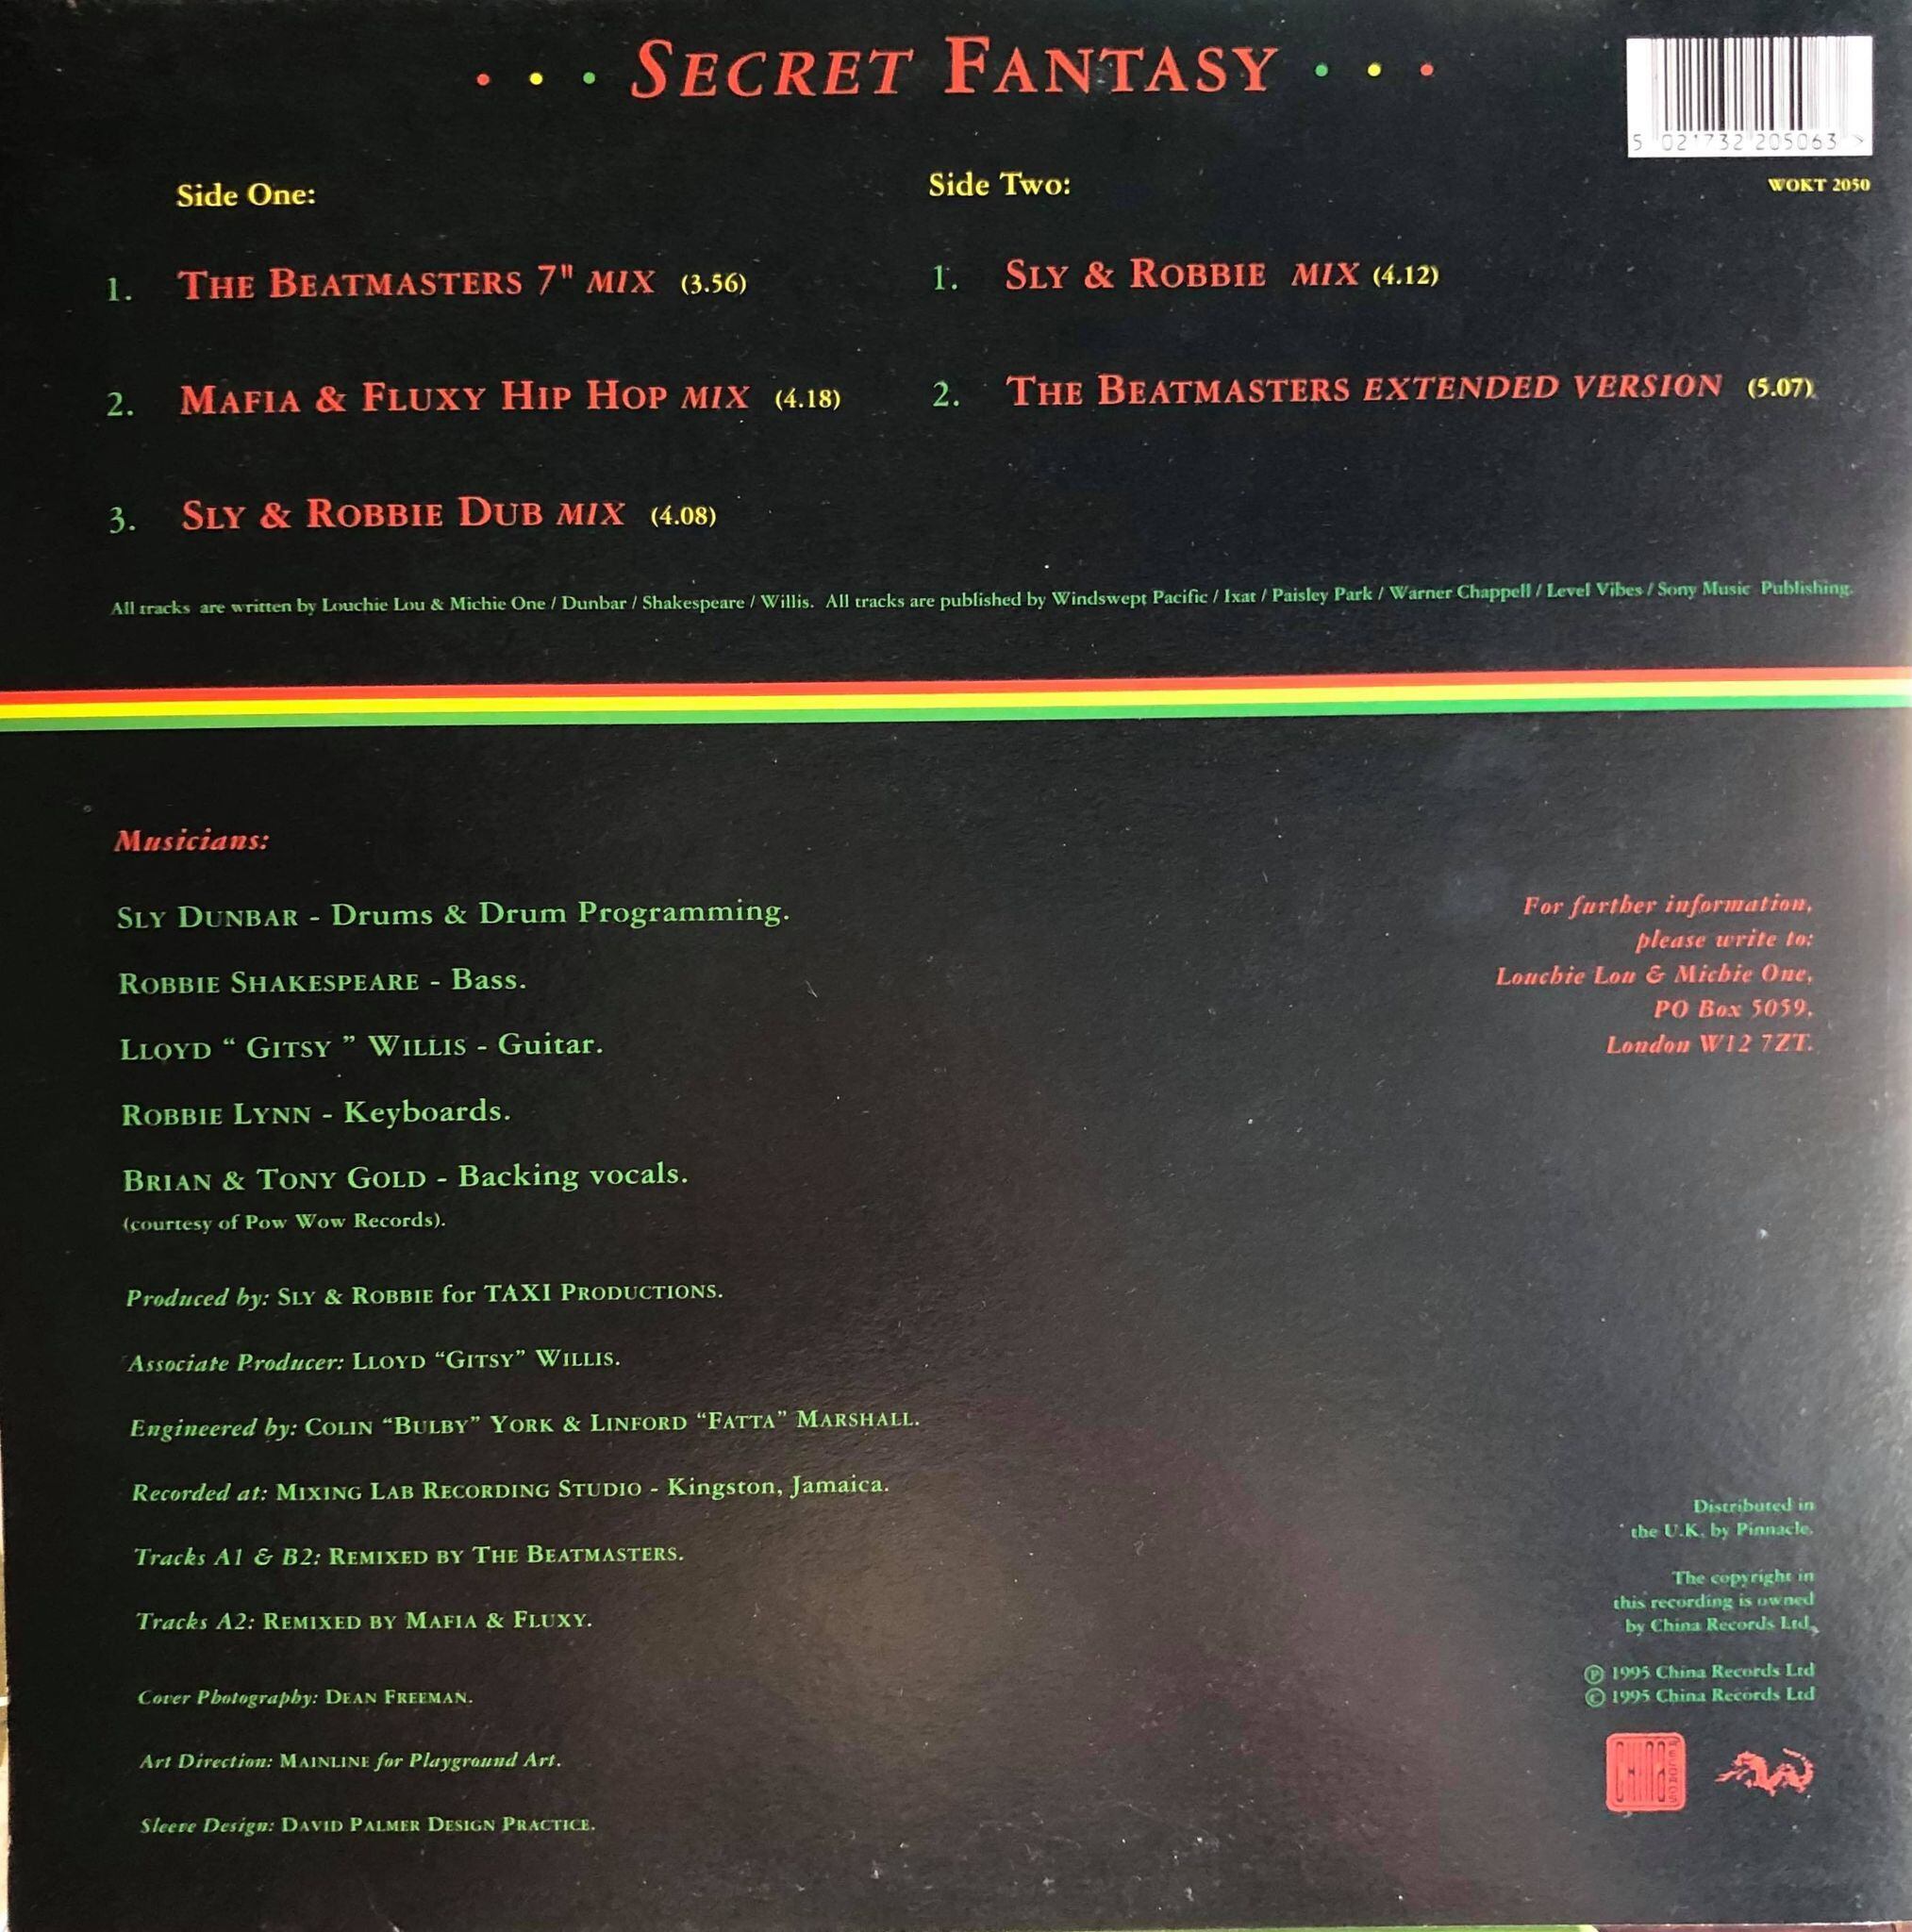 SECRET FANTASY
5 021732 205063 >
WOKT 2050
Side One:
1. THE BEATMASTERS 7" MIX (3.56)
2. MAFIA & FLUXY HIP HOP MIX (4.18)
3. SLY & ROBBIE DUB MIX (4.08)
Side Two:
1. SLY & ROBBIE MIX (4.12)
2. THE BEATMASTERS EXTENDED VERSION (5.07)
All tracks are written by Louchie Lou & Michie One / Dunbar / Shakespeare / Willis. All tracks are published by Windswept Pacific / Ixat / Paisley Park / Warner Chappell / Level Vibes / Sony Music Publishing.
Musicians:
SLY DUNBAR - Drums & Drum Programming.
ROBBIE SHAKESPEARE - Bass.
LLOYD “ GITSY ” WILLIS - Guitar.
ROBBIE LYNN - Keyboards.
BRIAN & TONY GOLD - Backing vocals.
(courtesy of Pow Wow Records).
Produced by: SLY & ROBBIE for TAXI PRODUCTIONS.
Associate Producer: LLOYD “GITSY” WILLIS.
Engineered by: COLIN “BULBY” YORK & LINFORD “FATTA” MARSHALL.
Recorded at: MIXING LAB RECORDING STUDIO - Kingston, Jamaica.
Tracks A1 & B2: REMIXED BY THE BEATMASTERS.
Tracks A2: REMIXED BY MAFIA & FLUXY.
Cover Photography: DEAN FREEMAN.
Art Direction: MAINLINE for Playground Art.
Sleeve Design: DAVID PALMER DESIGN PRACTICE.
For further information,
please write to:
Louchie Lou & Michie One,
PO Box 5059,
London W12 7ZT.
Distributed in
the U.K. by Pinnacle.
The copyright in
this recording is owned
by China Records Ltd.
℗ 1995 China Records Ltd
© 1995 China Records Ltd
CHINA RECORDS